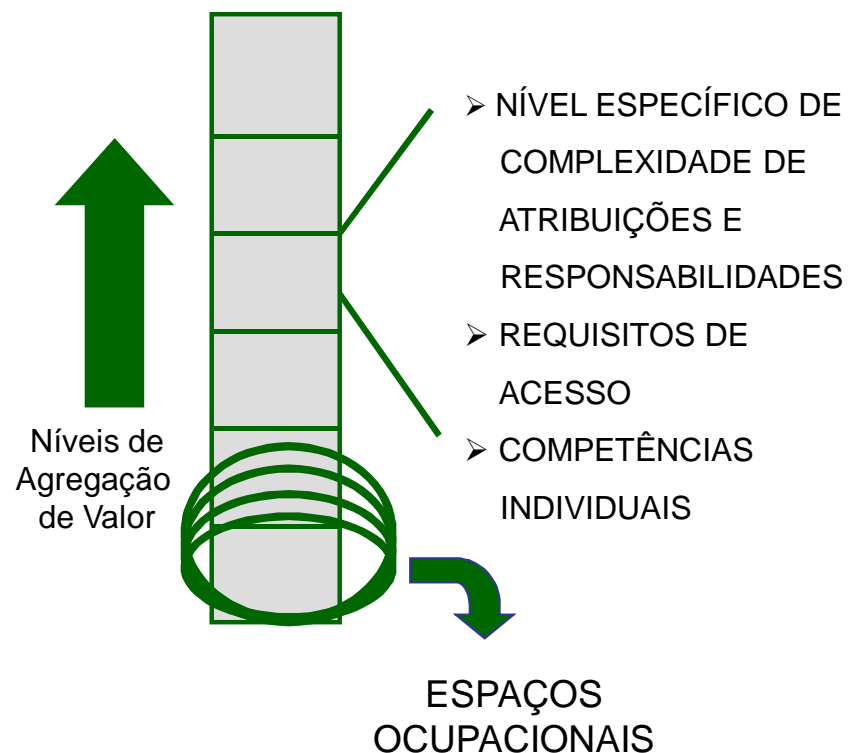 ➢ NÍVEL ESPECÍFICO DE
COMPLEXIDADE DE
ATRIBUIÇÕES E
RESPONSABILIDADES
➢ REQUISITOS DE
ACESSO
➢ COMPETÊNCIAS
INDIVIDUAIS
Níveis de
Agregação
de Valor
ESPAÇOS
OCUPACIONAIS